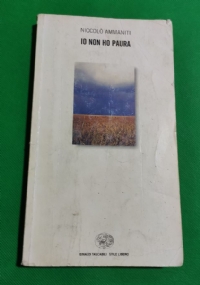 NICCOLÒ AMMANITI
IO NON HO PAURA
EINAUDI TASCABILI . STILE LIBERO